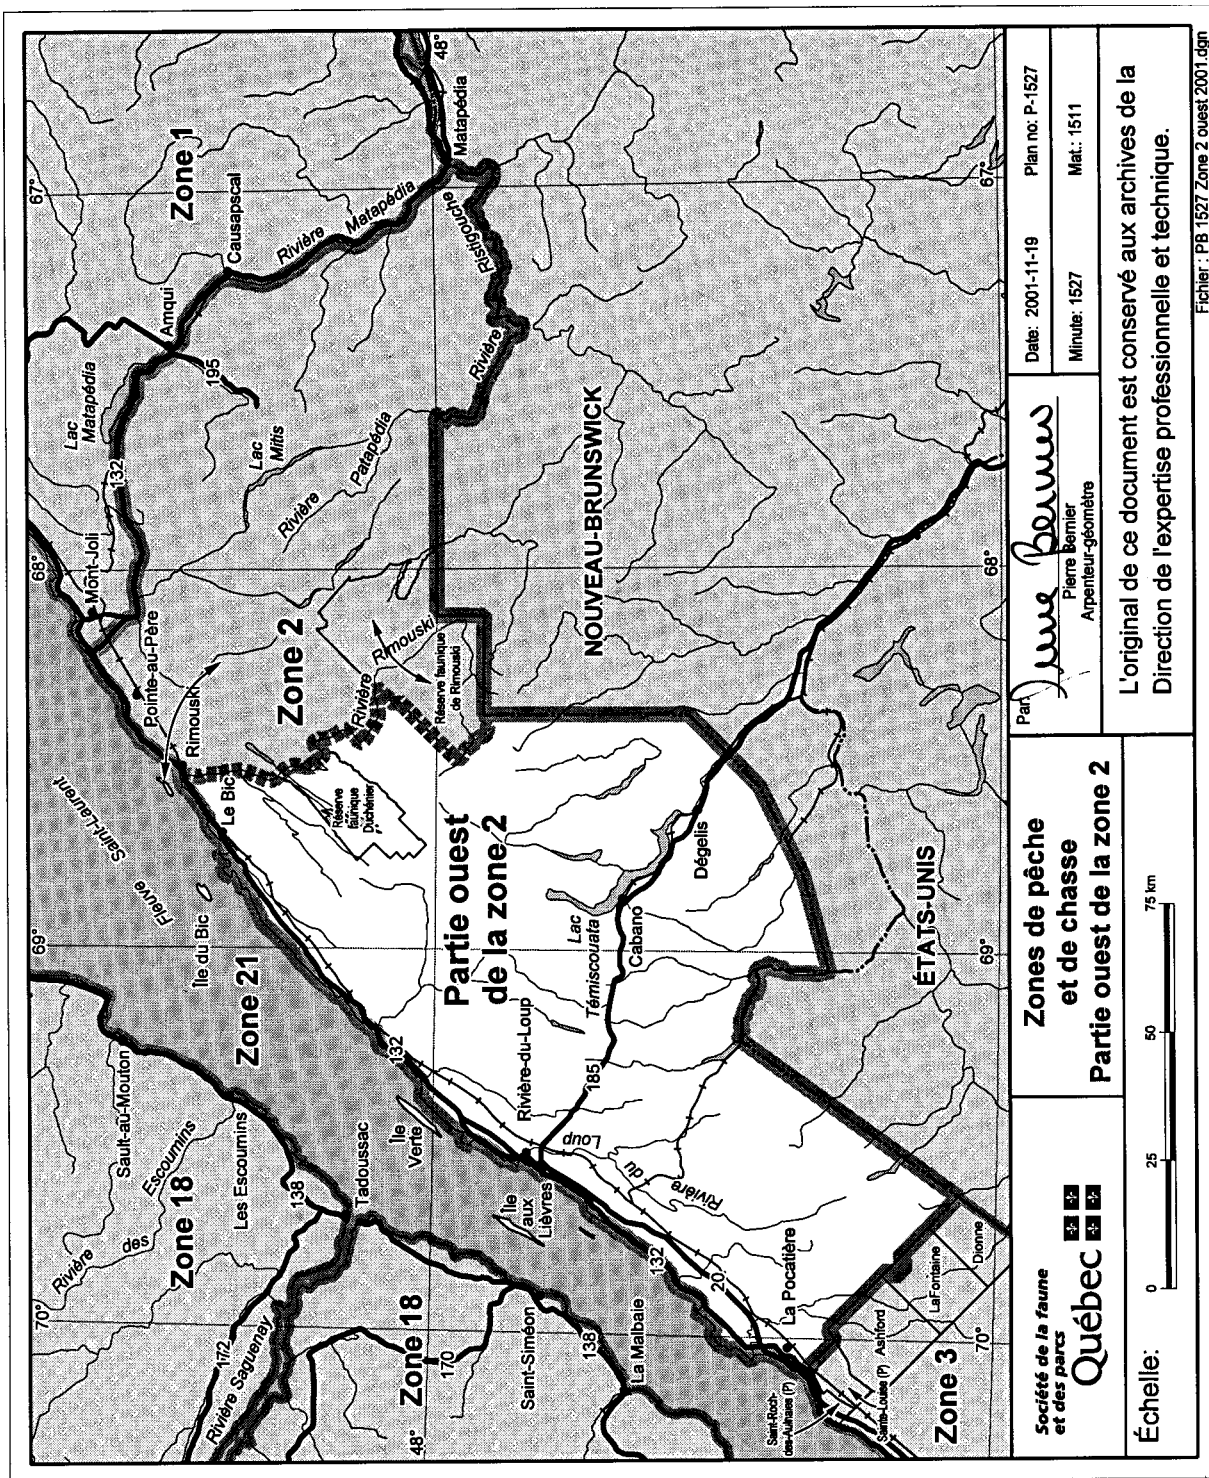 Zone 1
Zone 2
Zone 3
Zone 18
Zone 18
Zone 21
Partie ouest
de la zone 2
NOUVEAU-BRUNSWICK
ÉTATS-UNIS
67°
68°
69°
70°
48°
48°
67°
68°
69°
70°
Fleuve
Saint-Laurent
Sault-au-Mouton
Rivière
des
Escoumins
Les Escoumins
138
Tadoussac
172
Rivière Saguenay
170
Saint-Siméon
138
La Malbaie
Île du Bic
Île
Verte
Île
aux
Lièvres
Mont-Joli
Pointe-au-Père
Rimouski
Le Bic
132
Lac
Matapédia
Amqui
195
Causapscal
Rivière
Matapédia
Matapédia
Ristigouche
Rivière
Lac
Mitis
Rivière
Patapédia
Rivière
Rimouski
Réserve faunique
de Rimouski
Réserve
faunique
Duchénier
132
Rivière-du-Loup
185
Lac
Témiscouata
Cabano
Dégelis
Rivière
du
Loup
132
20
La Pocatière
Saint-Roch-
des-Aulnaies (P)
Sainte-Louise (P)
Ashford
LaFontaine
Dionne
Société de la faune
et des parcs
Québec
Zones de pêche
et de chasse
Partie ouest de la zone 2
Échelle:
0
25
50
75 km
Par:
Pierre Bernier
Arpenteur-géomètre
Date: 2001-11-19
Plan no: P-1527
Minute: 1527
Mat.: 1511
L'original de ce document est conservé aux archives de la
Direction de l'expertise professionnelle et technique.
Fichier : PB 1527 Zone 2 ouest 2001.dgn